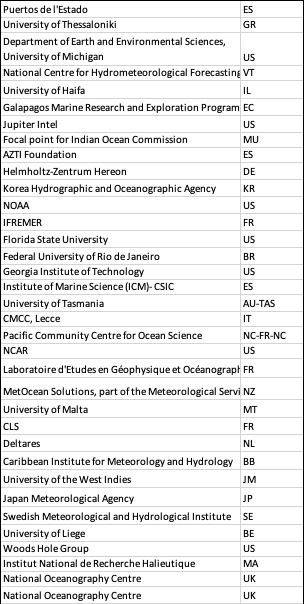 Puertos de l'Estado ES
University of Thessaloniki GR
Department of Earth and Environmental Sciences,
University of Michigan US
National Centre for Hydrometeorological Forecasting VT
University of Haifa IL
Galapagos Marine Research and Exploration Program EC
Jupiter Intel US
Focal point for Indian Ocean Commission MU
AZTI Foundation ES
Helmholtz-Zentrum Hereon DE
Korea Hydrographic and Oceanographic Agency KR
NOAA US
IFREMER FR
Florida State University US
Federal University of Rio de Janeiro BR
Georgia Institute of Technology US
Institute of Marine Science (ICM)- CSIC ES
University of Tasmania AU-TAS
CMCC, Lecce IT
Pacific Community Centre for Ocean Science NC-FR-NC
NCAR US
Laboratoire d'Etudes en Géophysique et Océanograph FR
MetOcean Solutions, part of the Meteorological Servi NZ
University of Malta MT
CLS FR
Deltares NL
Caribbean Institute for Meteorology and Hydrology BB
University of the West Indies JM
Japan Meteorological Agency JP
Swedish Meteorological and Hydrological Institute SE
University of Liege BE
Woods Hole Group US
Institut National de Recherche Halieutique MA
National Oceanography Centre UK
National Oceanography Centre UK